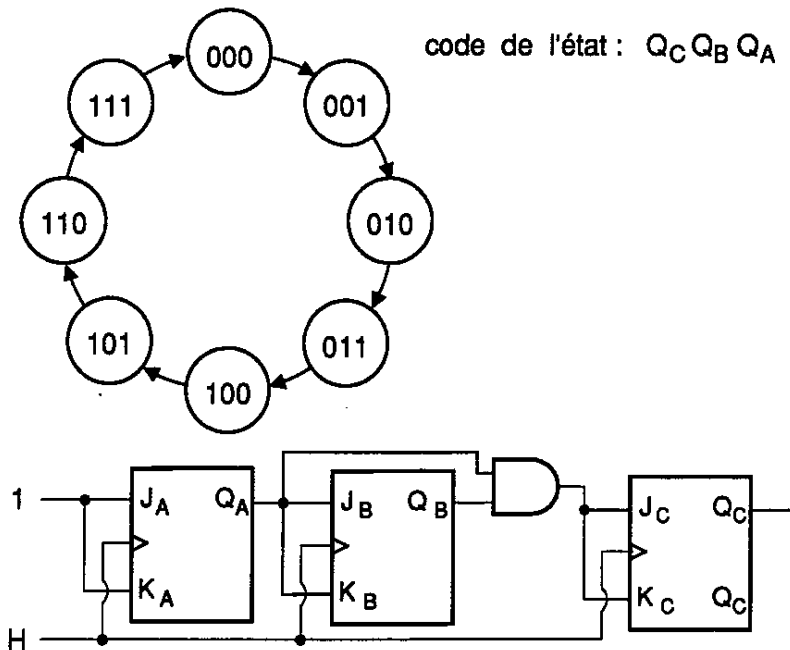 code de l'état : Q_C Q_B Q_A
000
001
010
011
100
101
110
111
1
J_A Q_A
K_A
J_B Q_B
K_B
J_C Q_C
K_C Q_C
H